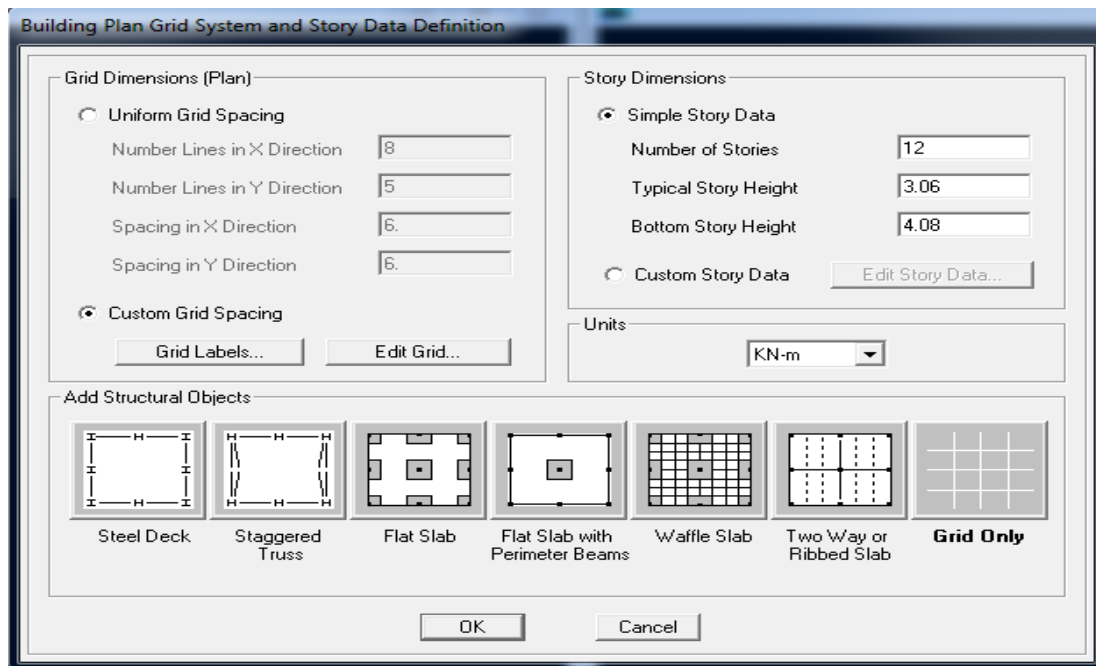 Building Plan Grid System and Story Data Definition
Grid Dimensions (Plan)
Uniform Grid Spacing
Number Lines in X Direction 8
Number Lines in Y Direction 5
Spacing in X Direction 6.
Spacing in Y Direction 6.
Custom Grid Spacing
Grid Labels... Edit Grid...
Story Dimensions
Simple Story Data
Number of Stories 12
Typical Story Height 3.06
Bottom Story Height 4.08
Custom Story Data Edit Story Data...
Units
KN-m
Add Structural Objects
Steel Deck
Staggered
Truss
Flat Slab
Flat Slab with
Perimeter Beams
Waffle Slab
Two Way or
Ribbed Slab
Grid Only
OK Cancel